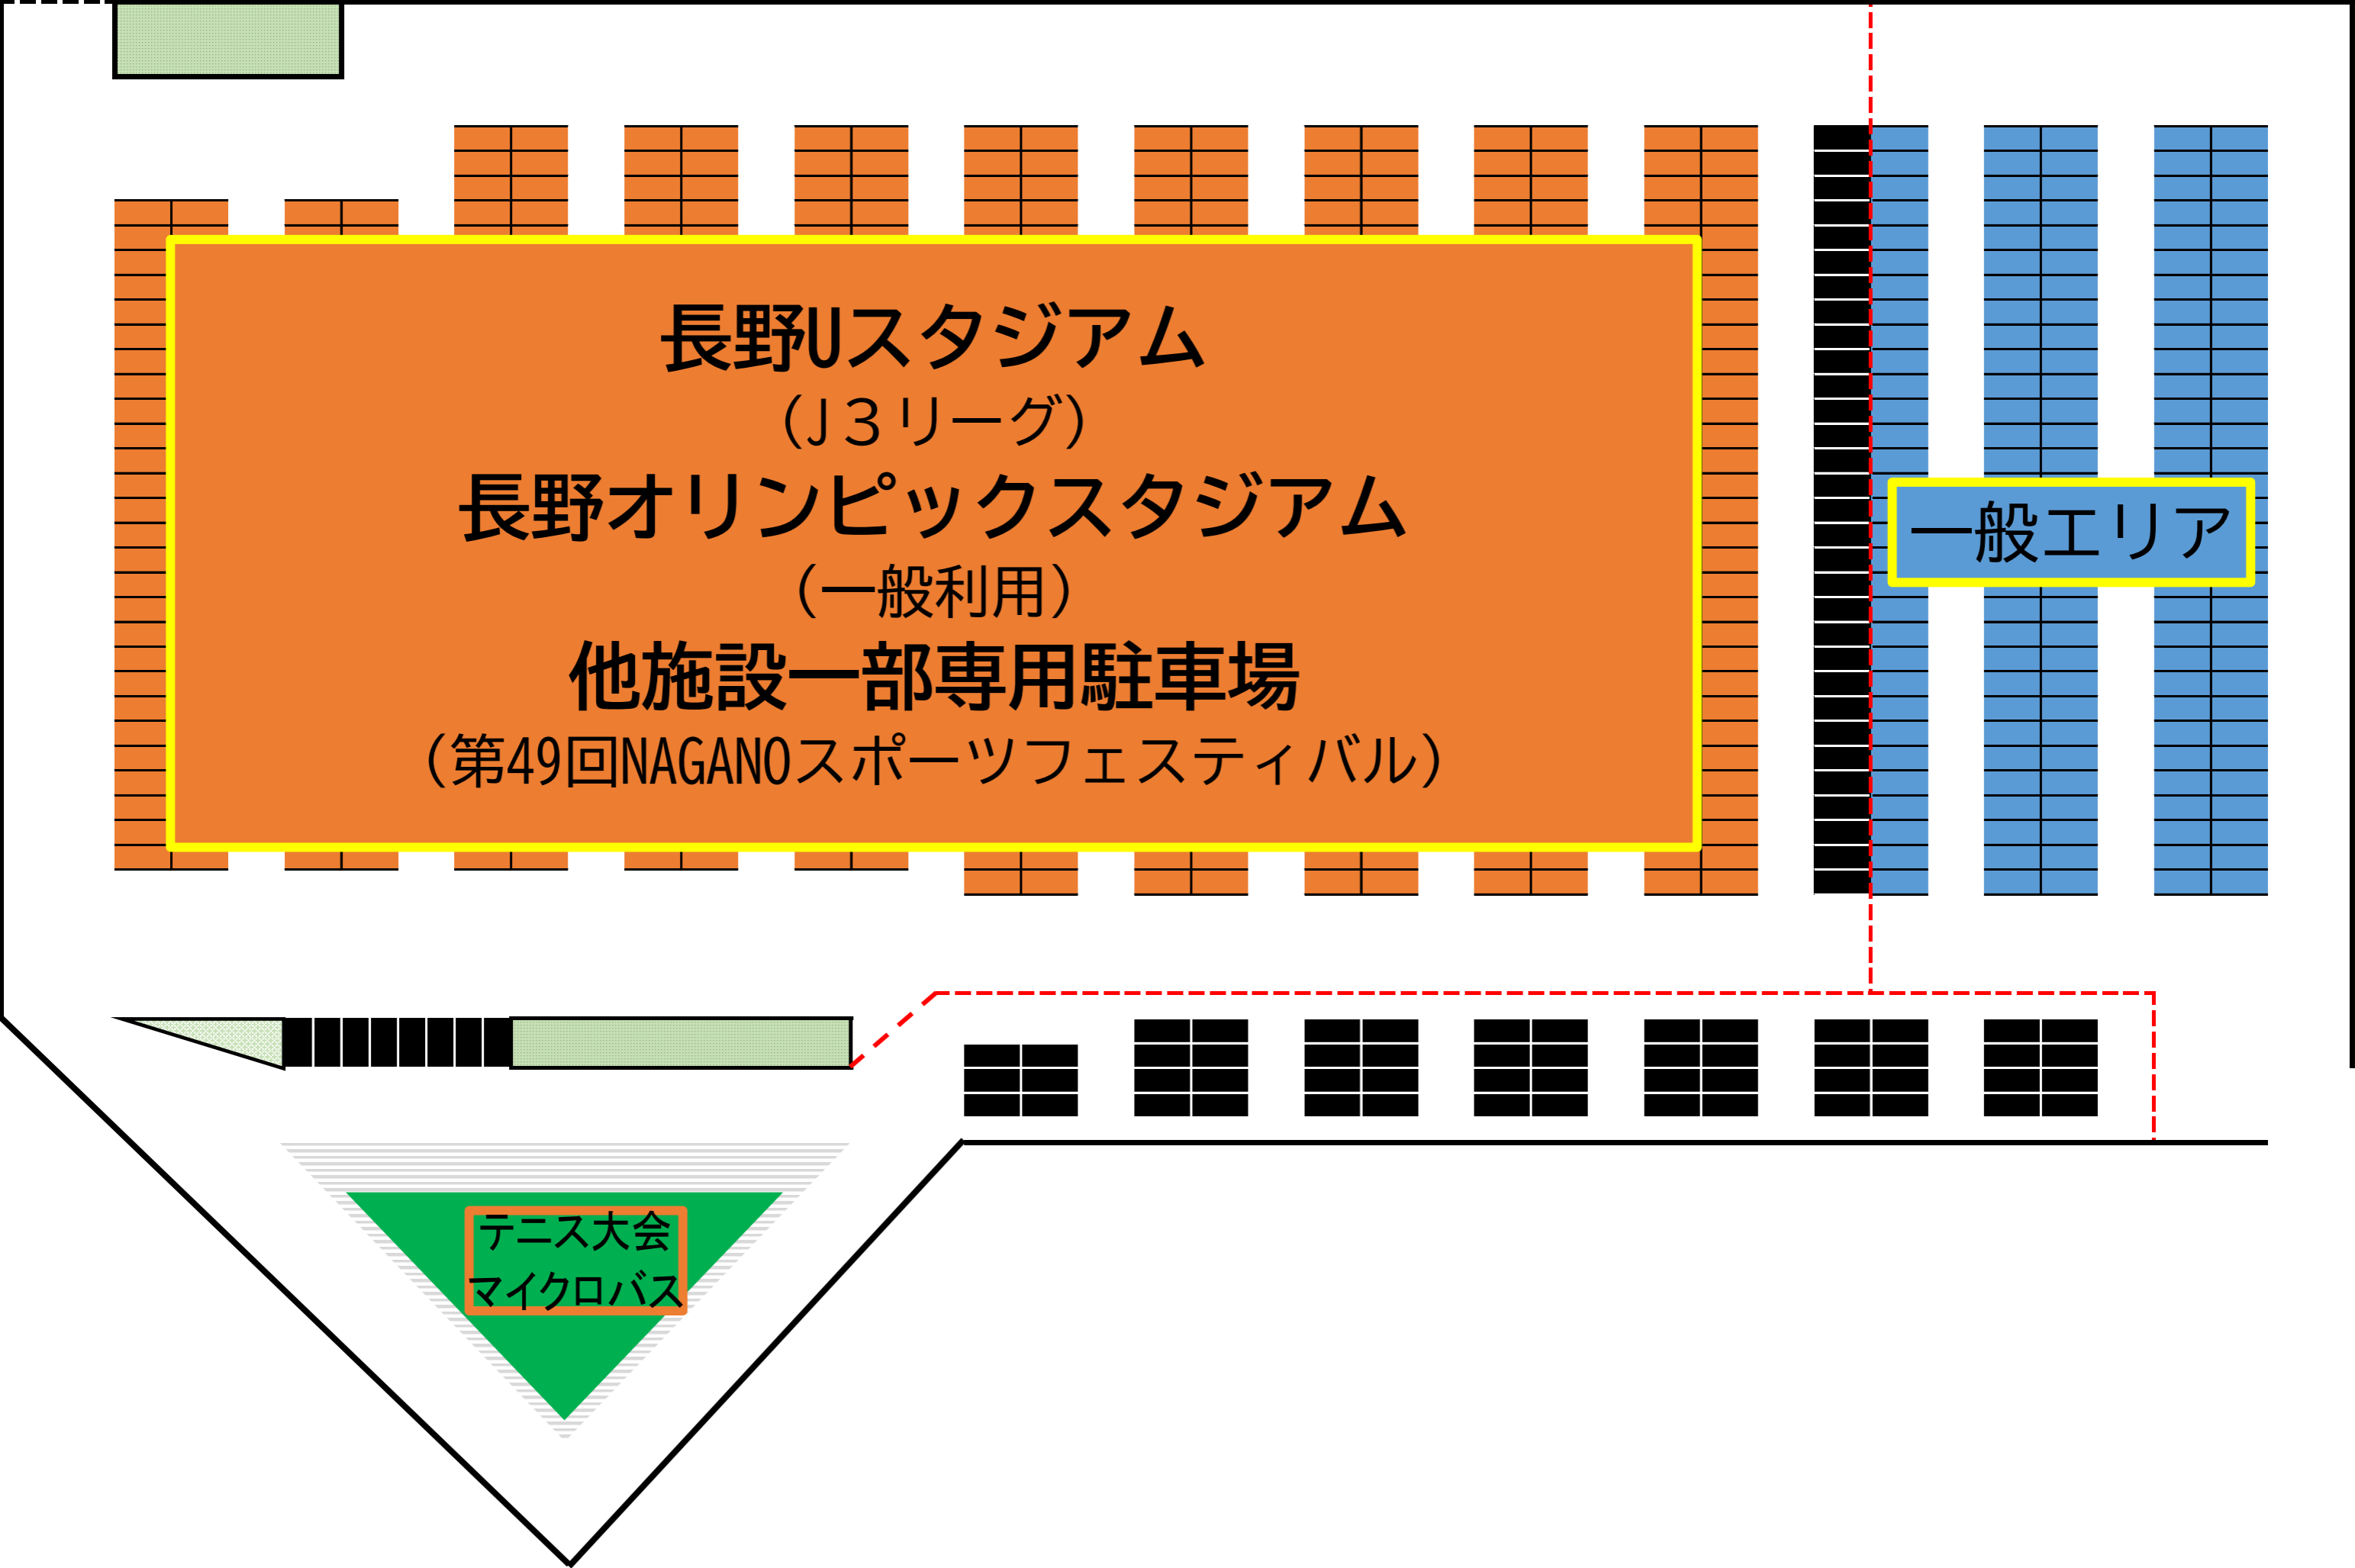 長野Uスタジアム
（Ｊ３リーグ）
長野オリンピックスタジアム
（一般利用）
他施設一部専用駐車場
（第49回NAGANOスポーツフェスティバル）
一般エリア
テニス大会
マイクロバス